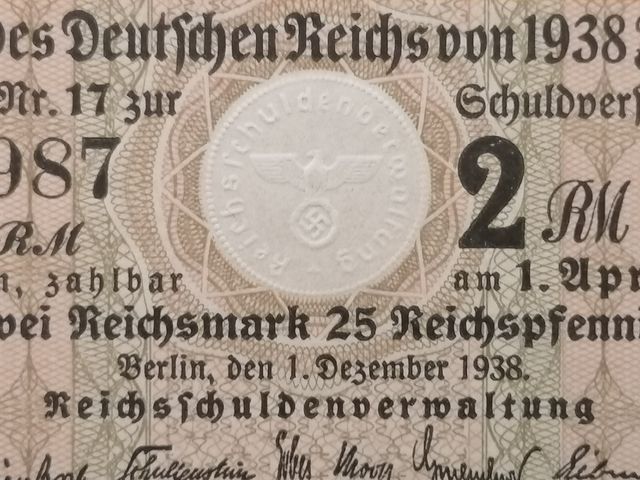 des Deutschen Reichs von 1938,
Nr. 17 zur Schuldvers
987 2 RM
RM
Reichsschuldenverwaltung
n, zahlbar am 1. Apr
wei Reichsmark 25 Reichspfenni
Berlin, den 1. Dezember 1938.
Reichsschuldenverwaltung